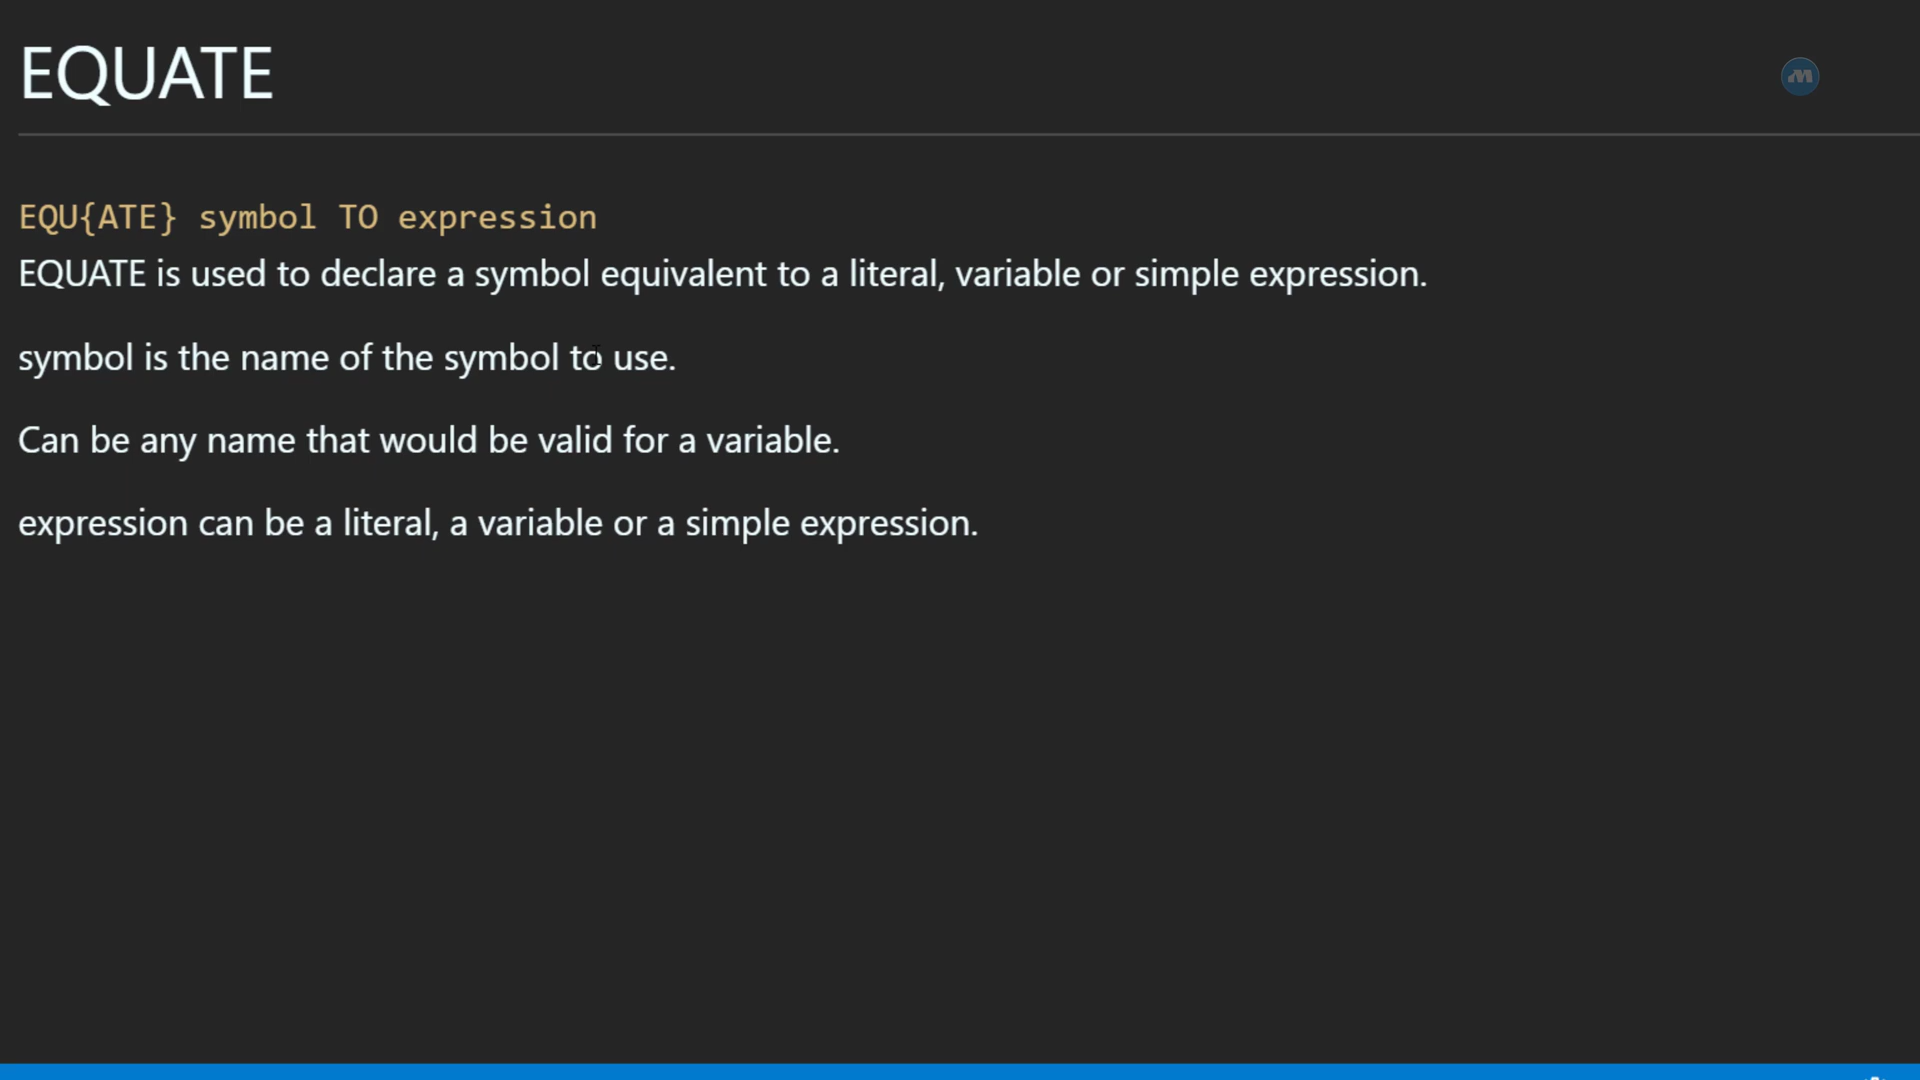 EQUATE
EQU{ATE} symbol TO expression
EQUATE is used to declare a symbol equivalent to a literal, variable or simple expression.
symbol is the name of the symbol to use.
Can be any name that would be valid for a variable.
expression can be a literal, a variable or a simple expression.